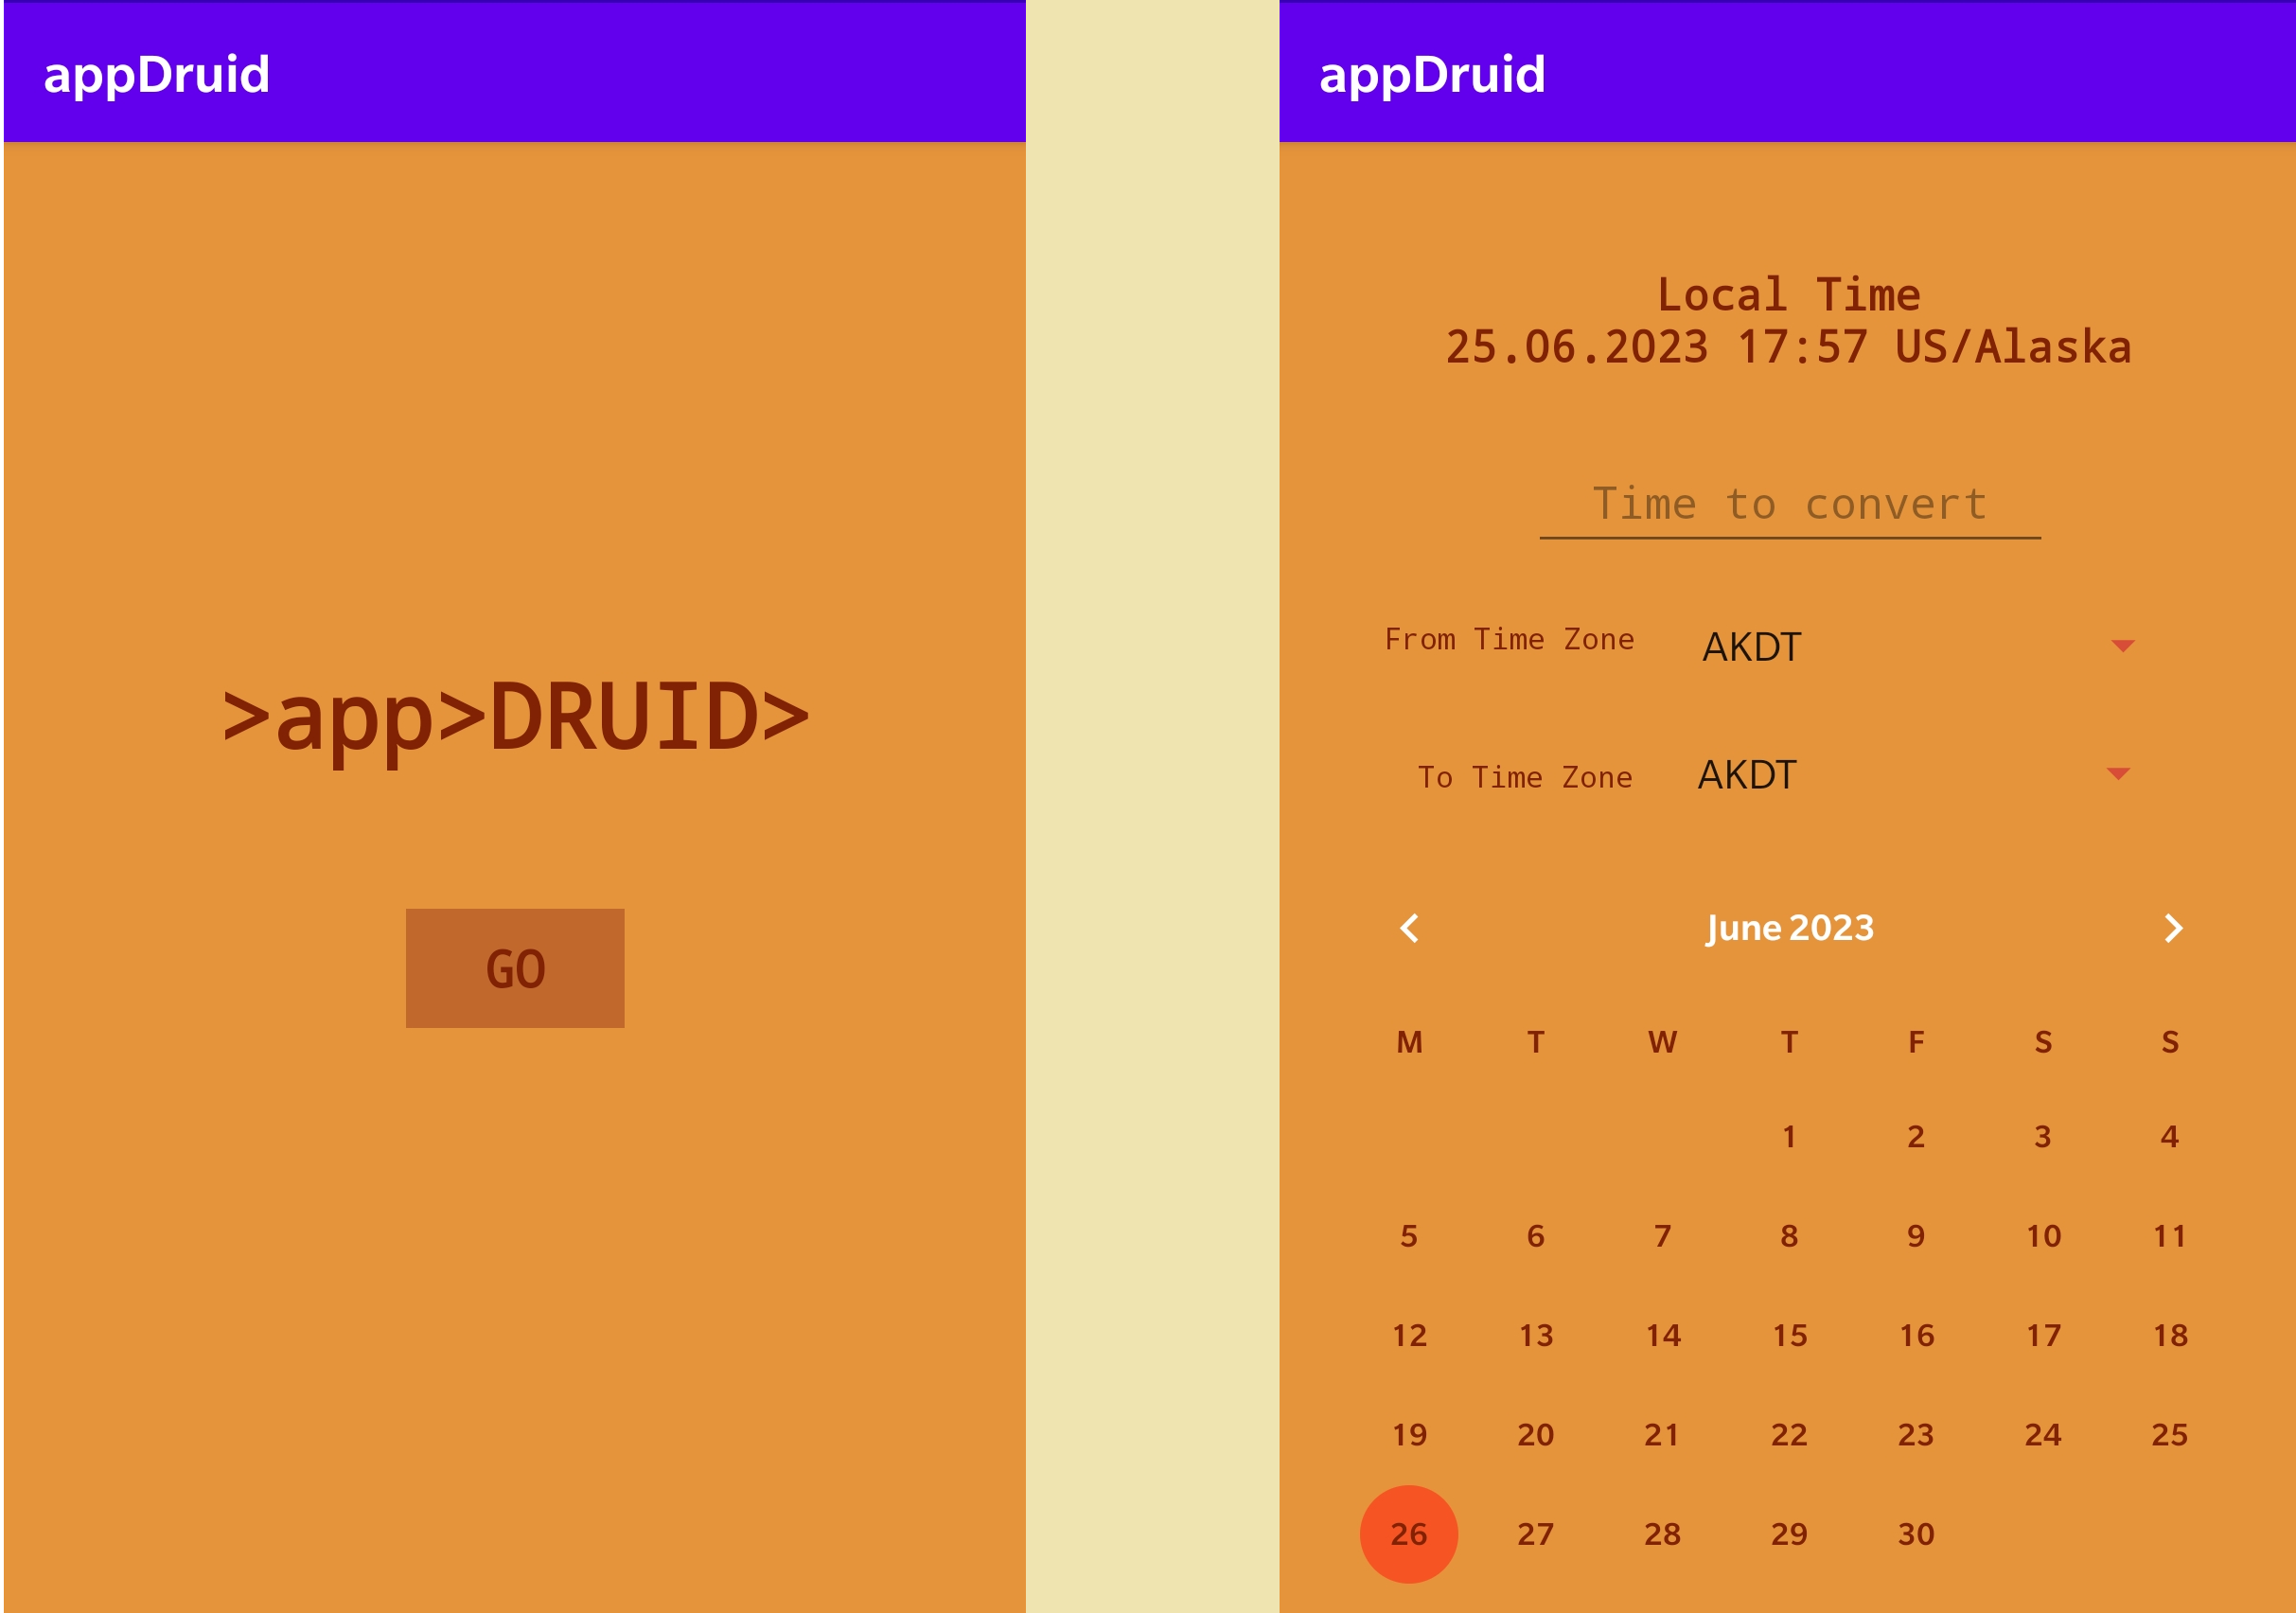 appDruid
>app>DRUID>
GO
appDruid
Local Time
25.06.2023 17:57 US/Alaska
Time to convert
From Time Zone AKDT
To Time Zone AKDT
June 2023
M T W T F S S
1 2 3 4
5 6 7 8 9 10 11
12 13 14 15 16 17 18
19 20 21 22 23 24 25
26 27 28 29 30